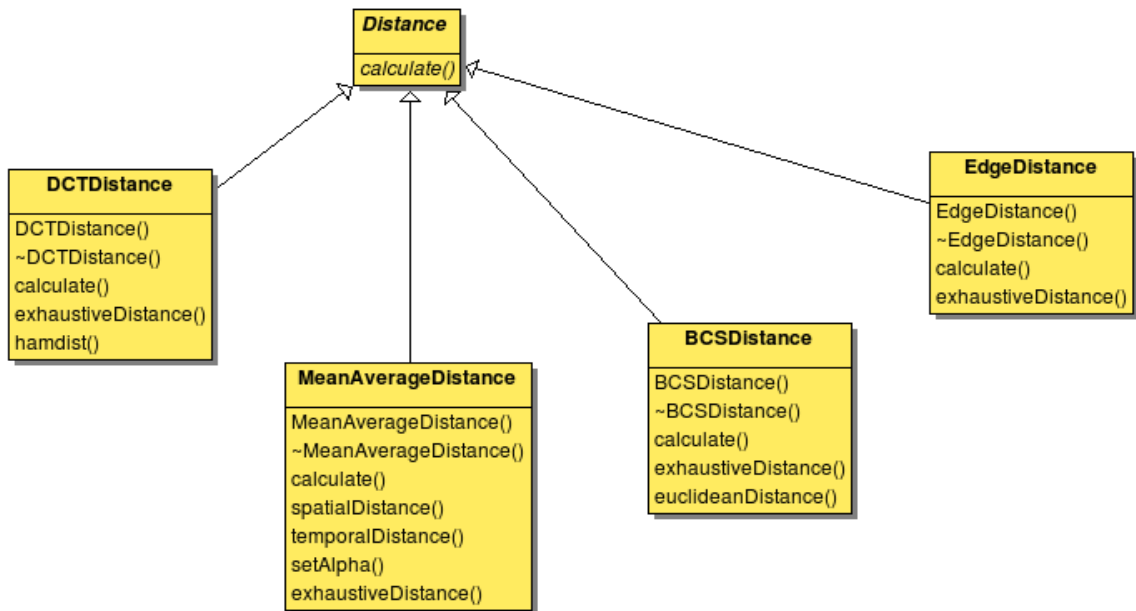 Distance
calculate()
DCTDistance
DCTDistance()
~DCTDistance()
calculate()
exhaustiveDistance()
hamdist()
MeanAverageDistance
MeanAverageDistance()
~MeanAverageDistance()
calculate()
spatialDistance()
temporalDistance()
setAlpha()
exhaustiveDistance()
BCSDistance
BCSDistance()
~BCSDistance()
calculate()
exhaustiveDistance()
euclideanDistance()
EdgeDistance
EdgeDistance()
~EdgeDistance()
calculate()
exhaustiveDistance()